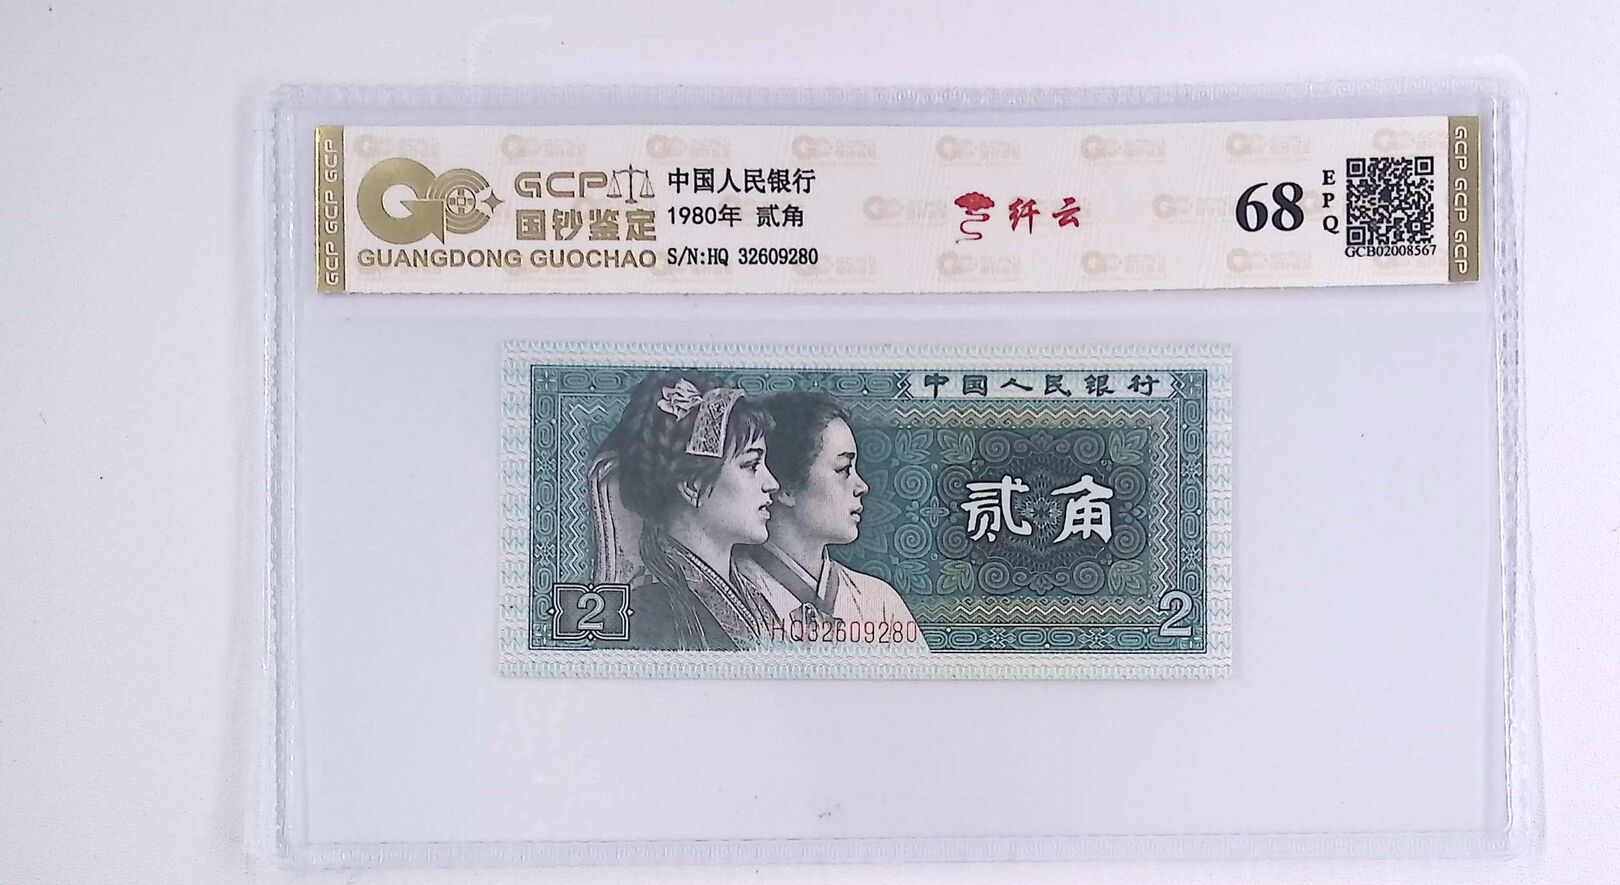 GCP GCP GCP
GCP
国钞鉴定
GUANGDONG GUOCHAO
中国人民银行
1980年 贰角
S/N:HQ 32609280
纤云
68
EPQ
GCB02008567
GCP GCP GCP
中国人民银行
贰角
2
HQ32609280
2